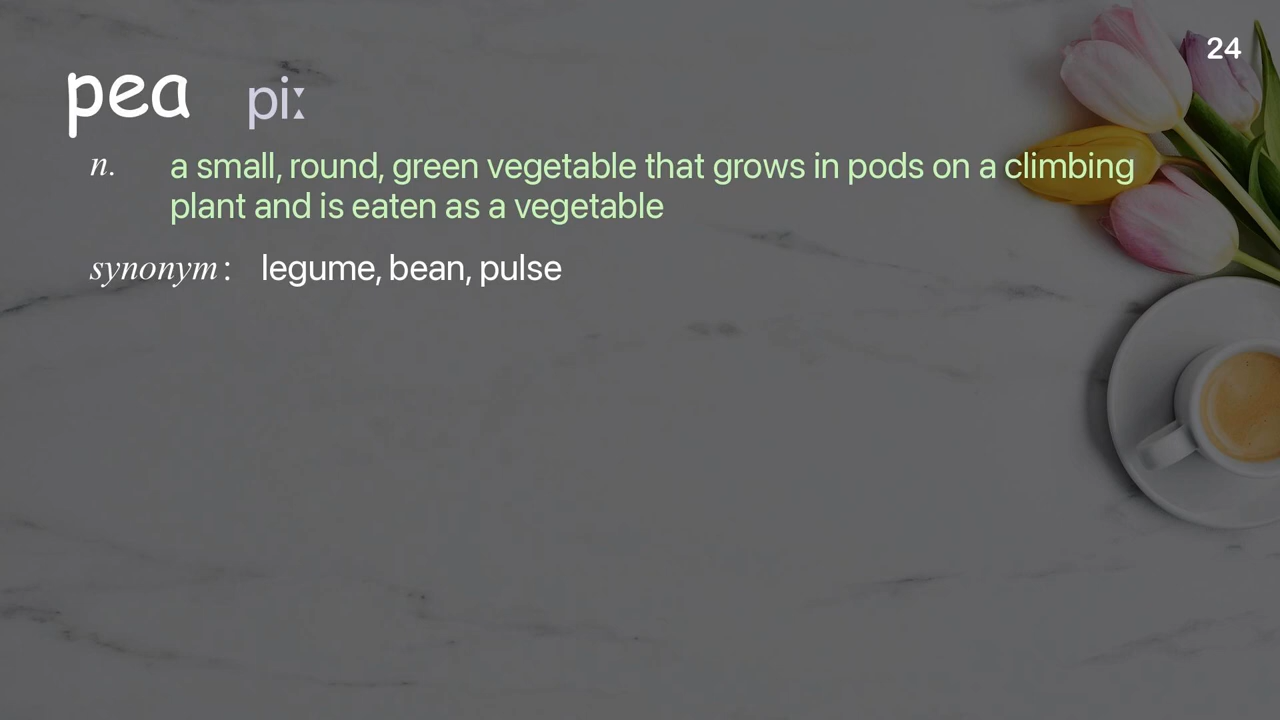 24
pea piː
n. a small, round, green vegetable that grows in pods on a climbing
plant and is eaten as a vegetable
synonym: legume, bean, pulse